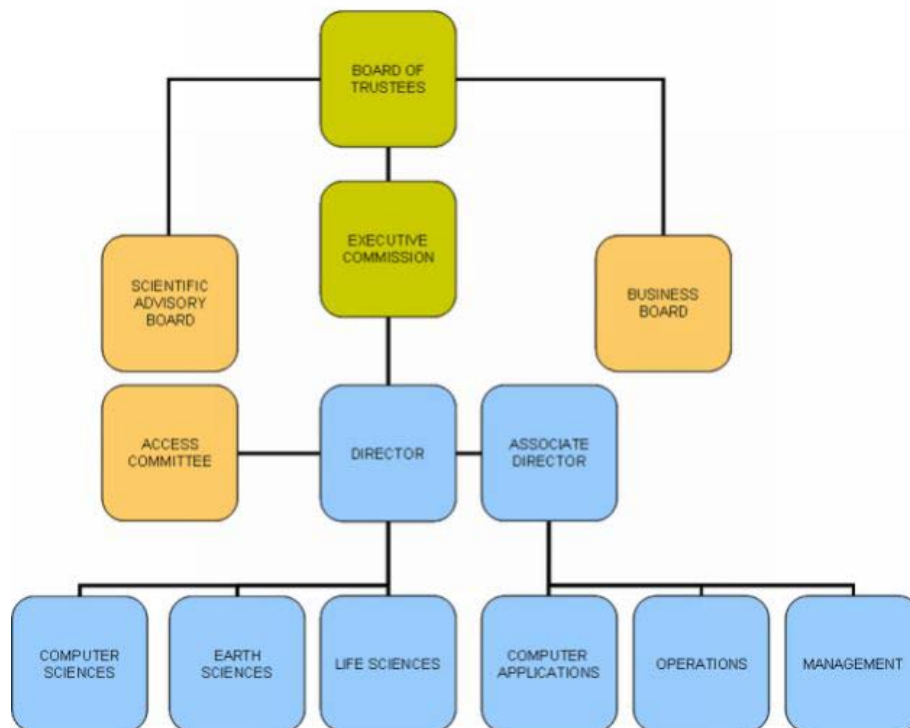 BOARD OF
TRUSTEES
EXECUTIVE
COMMISSION
SCIENTIFIC
ADVISORY
BOARD
BUSINESS
BOARD
ACCESS
COMMITTEE
DIRECTOR
ASSOCIATE
DIRECTOR
COMPUTER
SCIENCES
EARTH
SCIENCES
LIFE SCIENCES
COMPUTER
APPLICATIONS
OPERATIONS
MANAGEMENT